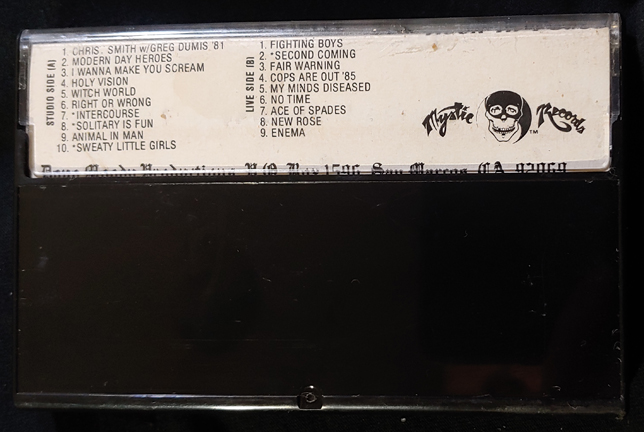 STUDIO SIDE (A)
1. CHRIS. SMITH w/GREG DUMIS '81
2. MODERN DAY HEROES
3. I WANNA MAKE YOU SCREAM
4. HOLY VISION
5. WITCH WORLD
6. RIGHT OR WRONG
7. *INTERCOURSE
8. *SOLITARY IS FUN
9. ANIMAL IN MAN
10. *SWEATY LITTLE GIRLS
LIVE SIDE (B)
1. FIGHTING BOYS
2. *SECOND COMING
3. FAIR WARNING
4. COPS ARE OUT '85
5. MY MINDS DISEASED
6. NO TIME
7. ACE OF SPADES
8. NEW ROSE
9. ENEMA
Mystic Records TM
Productions P.O. Box 1596, San Marcos, CA 92069